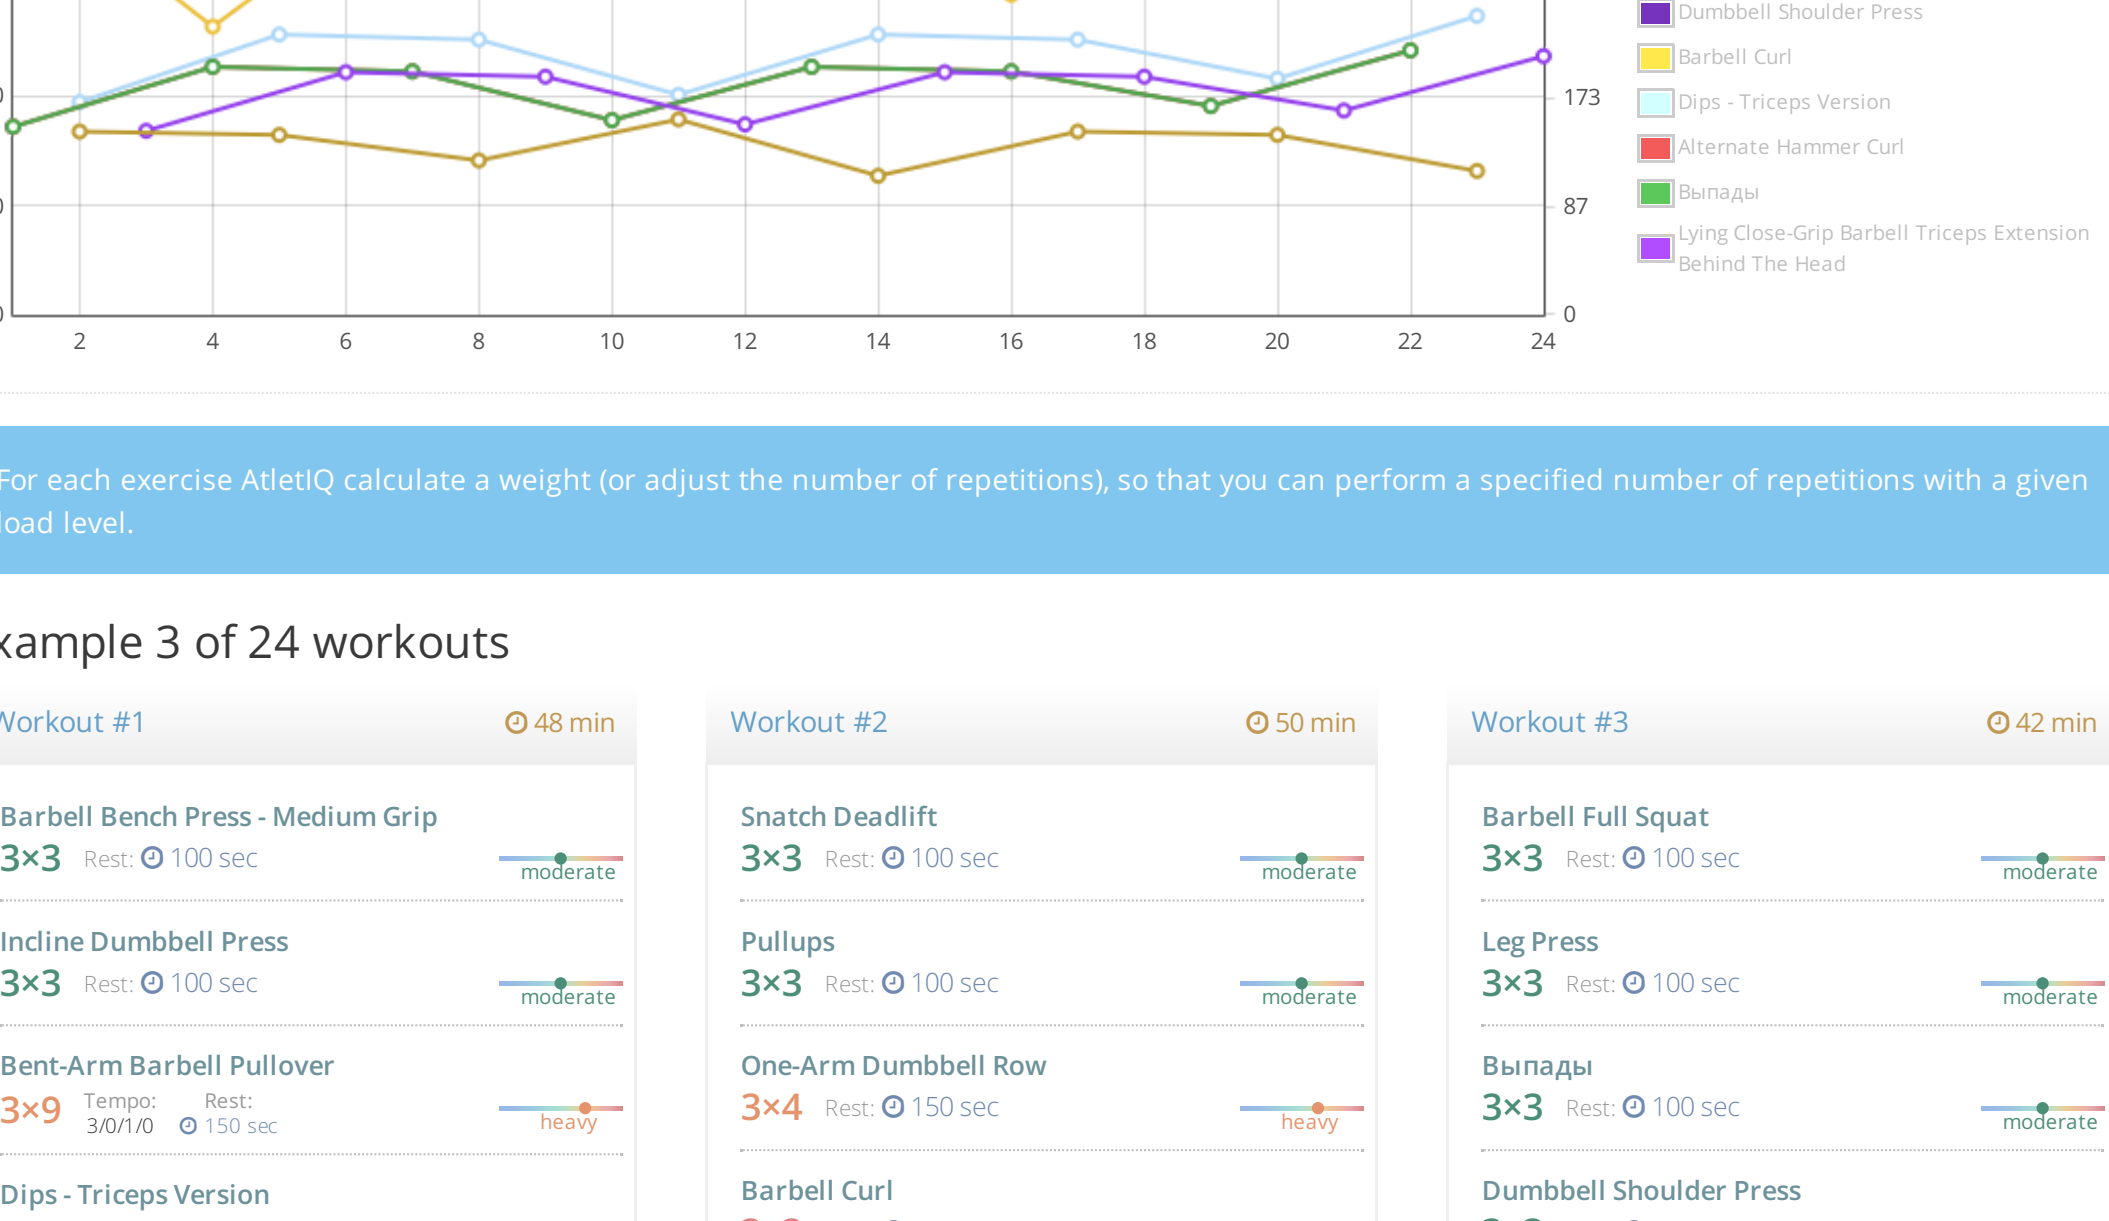 Dumbbell Shoulder Press
Barbell Curl
Dips - Triceps Version
Alternate Hammer Curl
Выпады
Lying Close-Grip Barbell Triceps Extension
Behind The Head
173
87
0
2 4 6 8 10 12 14 16 18 20 22 24
For each exercise AtletIQ calculate a weight (or adjust the number of repetitions), so that you can perform a specified number of repetitions with a given
load level.
xample 3 of 24 workouts
Workout #1 48 min
Barbell Bench Press - Medium Grip
3×3 Rest: 100 sec
moderate
Incline Dumbbell Press
3×3 Rest: 100 sec
moderate
Bent-Arm Barbell Pullover
3×9 Tempo: Rest:
3/0/1/0 150 sec
heavy
Dips - Triceps Version
Workout #2 50 min
Snatch Deadlift
3×3 Rest: 100 sec
moderate
Pullups
3×3 Rest: 100 sec
moderate
One-Arm Dumbbell Row
3×4 Rest: 150 sec
heavy
Barbell Curl
Workout #3 42 min
Barbell Full Squat
3×3 Rest: 100 sec
moderate
Leg Press
3×3 Rest: 100 sec
moderate
Выпады
3×3 Rest: 100 sec
moderate
Dumbbell Shoulder Press